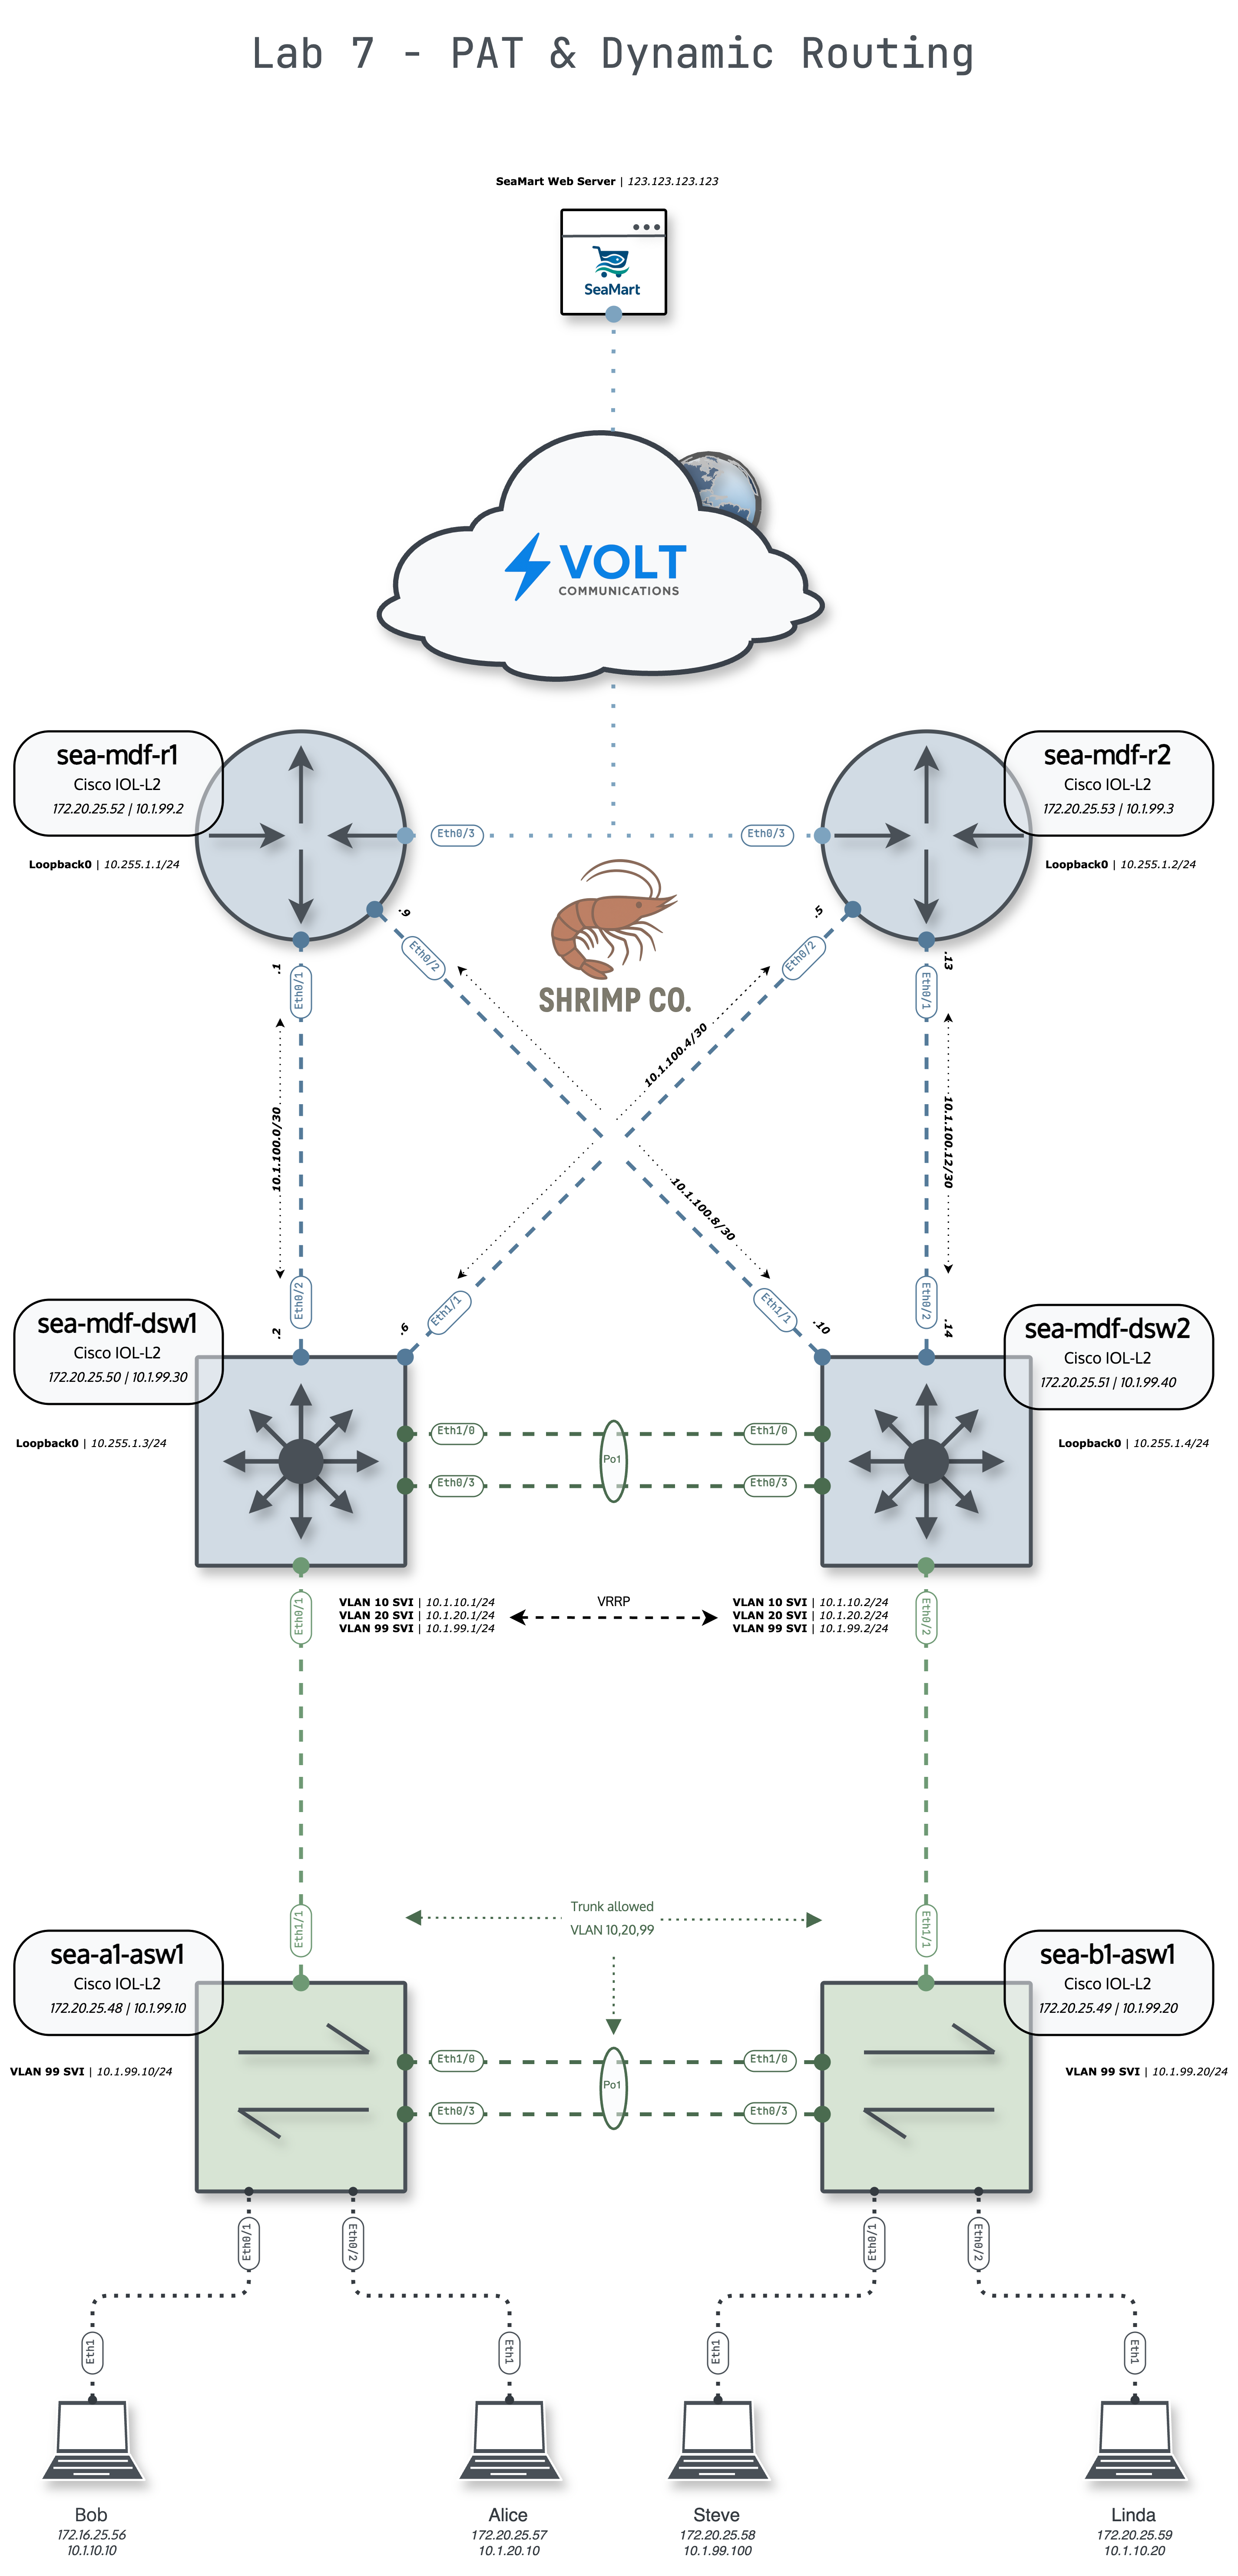 Lab 7 - PAT & Dynamic Routing
SeaMart Web Server | 123.123.123.123
SeaMart
VOLT
COMMUNICATIONS
sea-mdf-r1
Cisco IOL-L2
172.20.25.52 | 10.1.99.2
Loopback0 | 10.255.1.1/24
sea-mdf-r2
Cisco IOL-L2
172.20.25.53 | 10.1.99.3
Loopback0 | 10.255.1.2/24
Eth0/3
Eth0/3
SHRIMP CO.
.9
Eth0/2
.5
Eth0/2
.1
Eth0/1
.13
Eth0/1
10.1.100.4/30
10.1.100.0/30
10.1.100.12/30
10.1.100.8/30
Eth0/2
.2
Eth1/1
.6
Eth1/1
.10
Eth0/2
.14
sea-mdf-dsw1
Cisco IOL-L2
172.20.25.50 | 10.1.99.30
Loopback0 | 10.255.1.3/24
sea-mdf-dsw2
Cisco IOL-L2
172.20.25.51 | 10.1.99.40
Loopback0 | 10.255.1.4/24
Eth1/0
Eth1/0
Po1
Eth0/3
Eth0/3
Eth0/1
VLAN 10 SVI | 10.1.10.1/24
VLAN 20 SVI | 10.1.20.1/24
VLAN 99 SVI | 10.1.99.1/24
VRRP
VLAN 10 SVI | 10.1.10.2/24
VLAN 20 SVI | 10.1.20.2/24
VLAN 99 SVI | 10.1.99.2/24
Eth0/2
Trunk allowed
VLAN 10,20,99
Eth1/1
Eth1/1
sea-a1-asw1
Cisco IOL-L2
172.20.25.48 | 10.1.99.10
VLAN 99 SVI | 10.1.99.10/24
sea-b1-asw1
Cisco IOL-L2
172.20.25.49 | 10.1.99.20
VLAN 99 SVI | 10.1.99.20/24
Eth1/0
Eth1/0
Po1
Eth0/3
Eth0/3
Eth0/1
Eth0/2
Eth0/1
Eth0/2
Eth1
Eth1
Eth1
Eth1
Bob
172.16.25.56
10.1.10.10
Alice
172.20.25.57
10.1.20.10
Steve
172.20.25.58
10.1.99.100
Linda
172.20.25.59
10.1.10.20